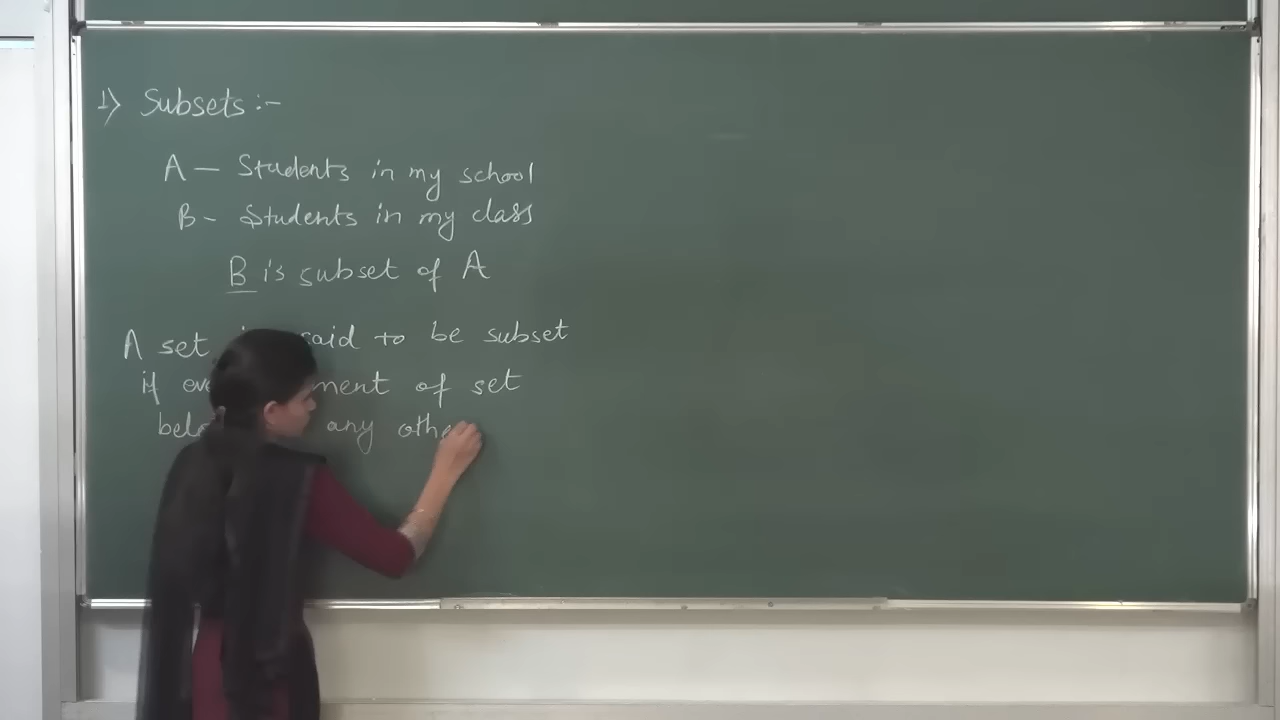 1) Subsets :-
A — Students in my school
B - Students in my class
B is subset of A
A set said to be subset
if of set
any othe